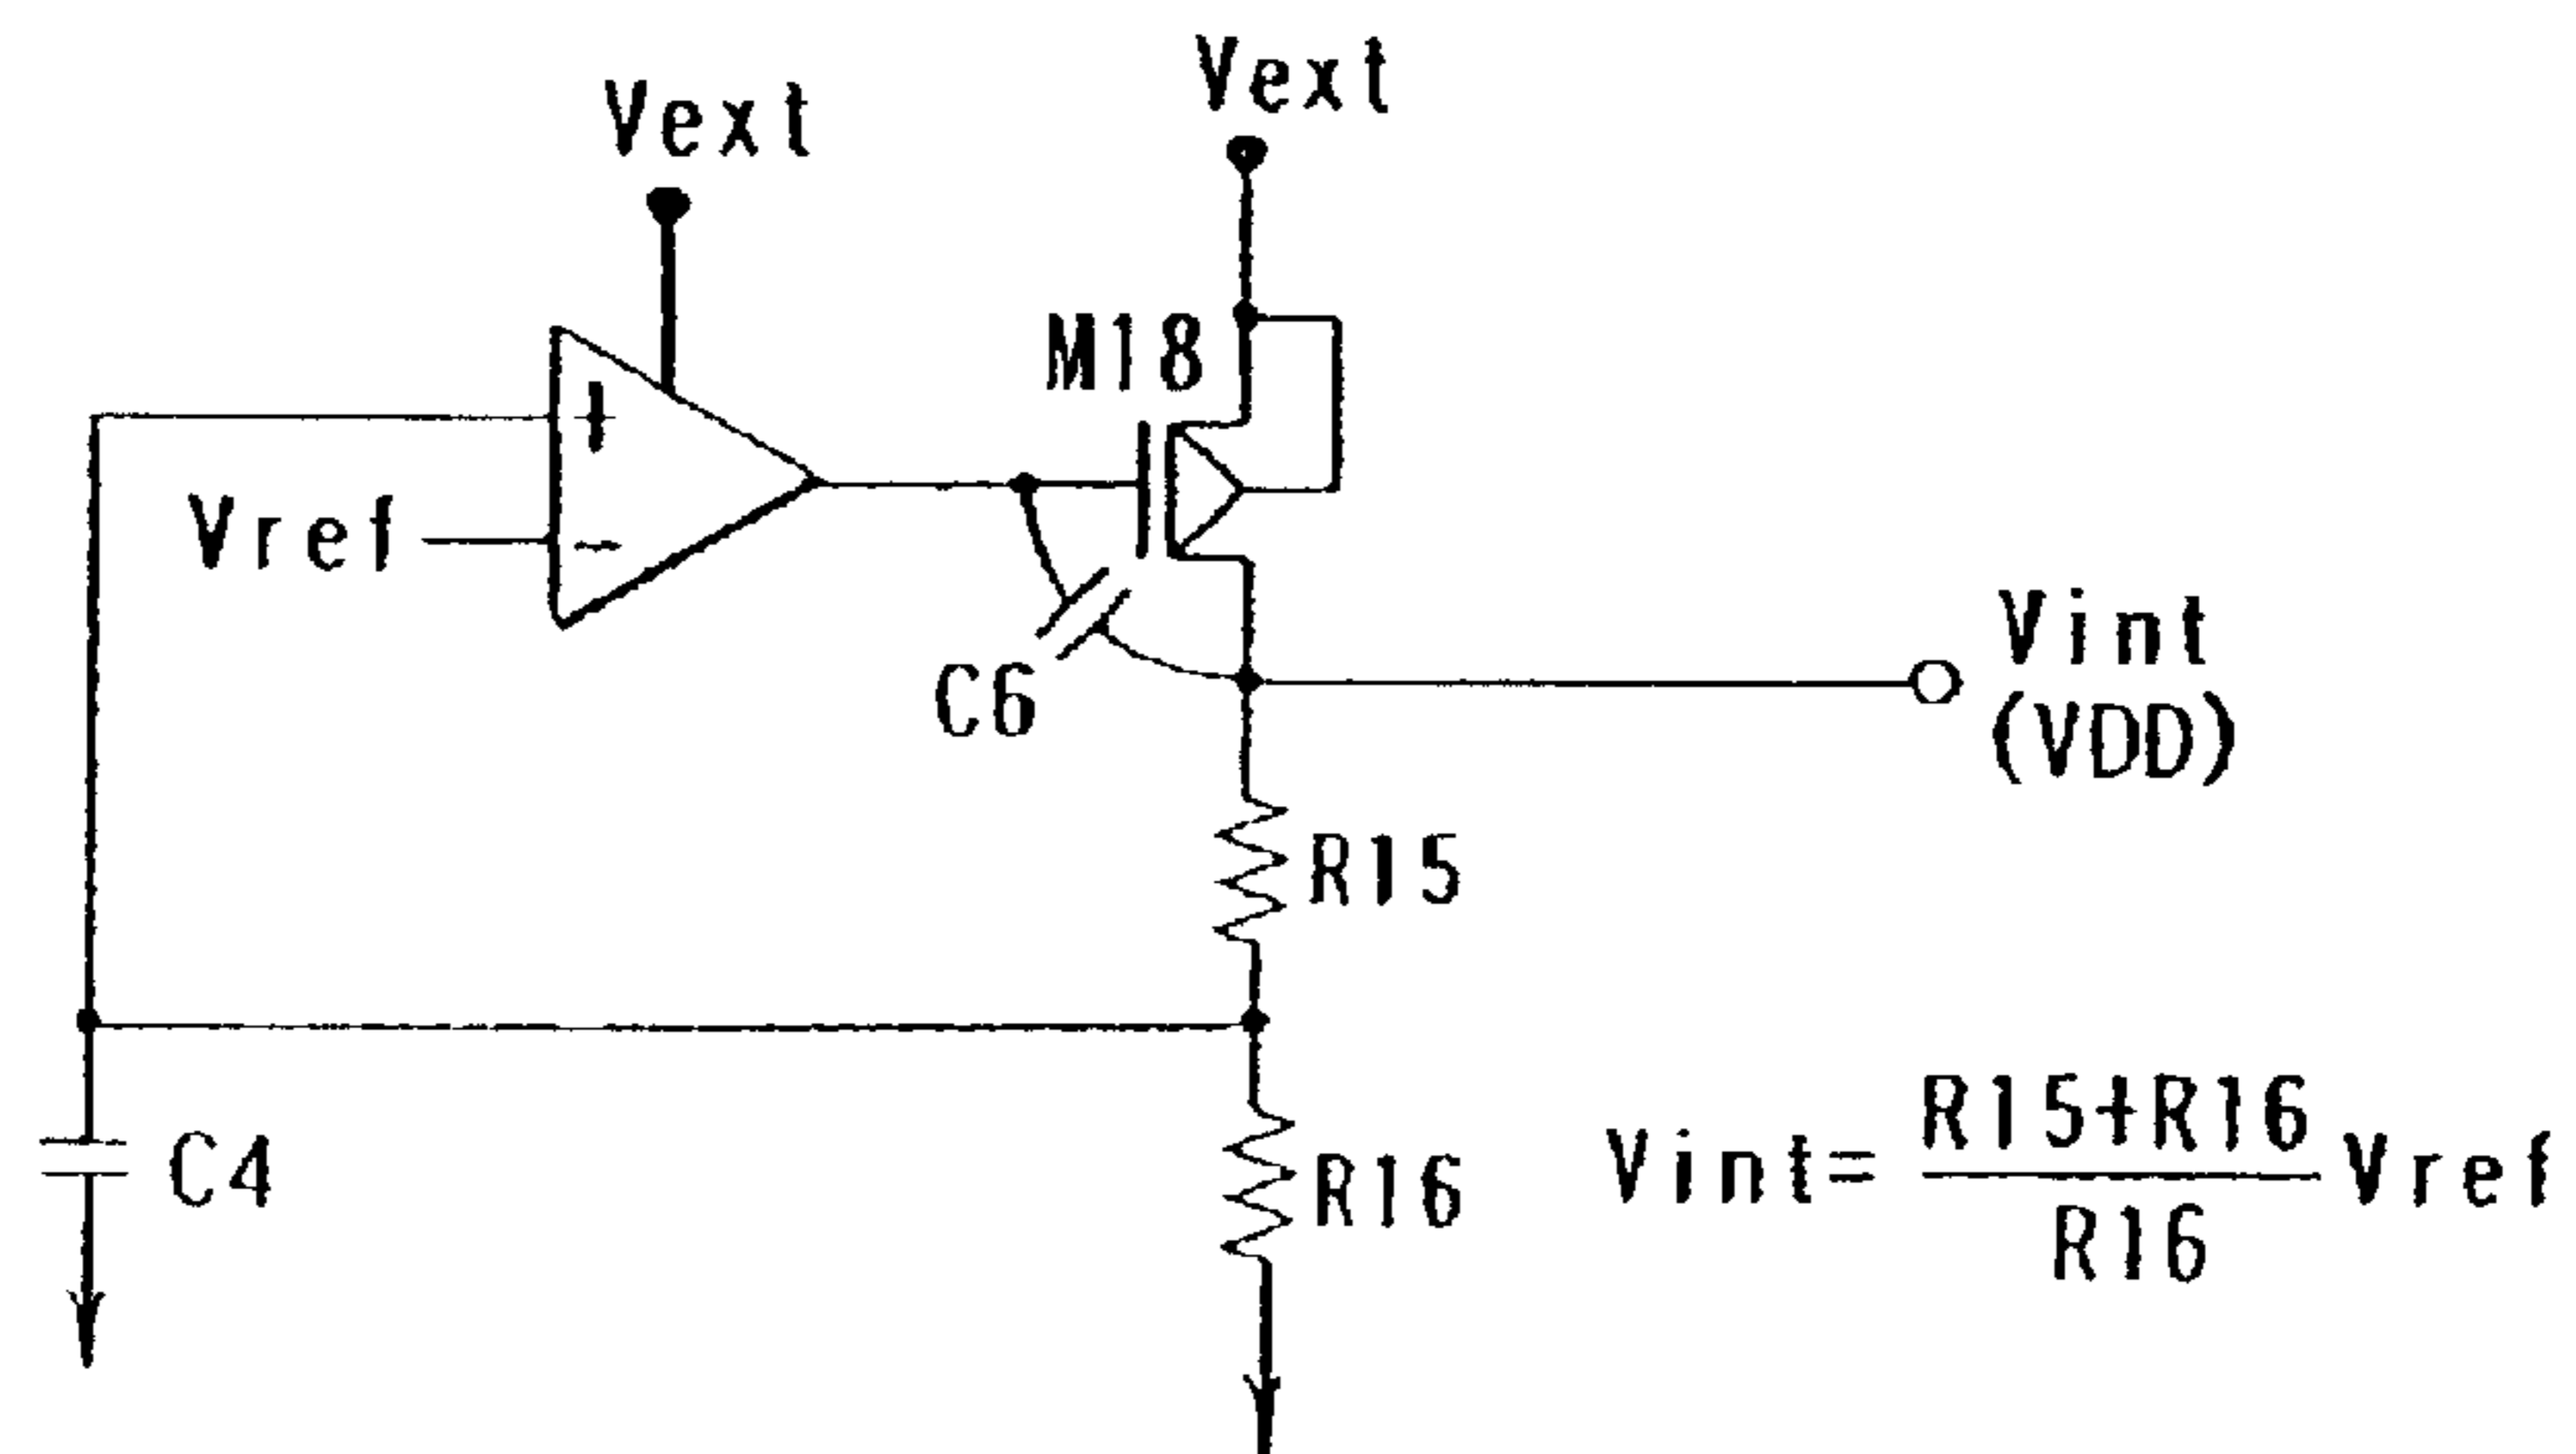 Vext
Vext
M18
+
Vref
-
C6
Vint
(VDD)
R15
C4
R16
Vint= R15+R16 Vref
R16